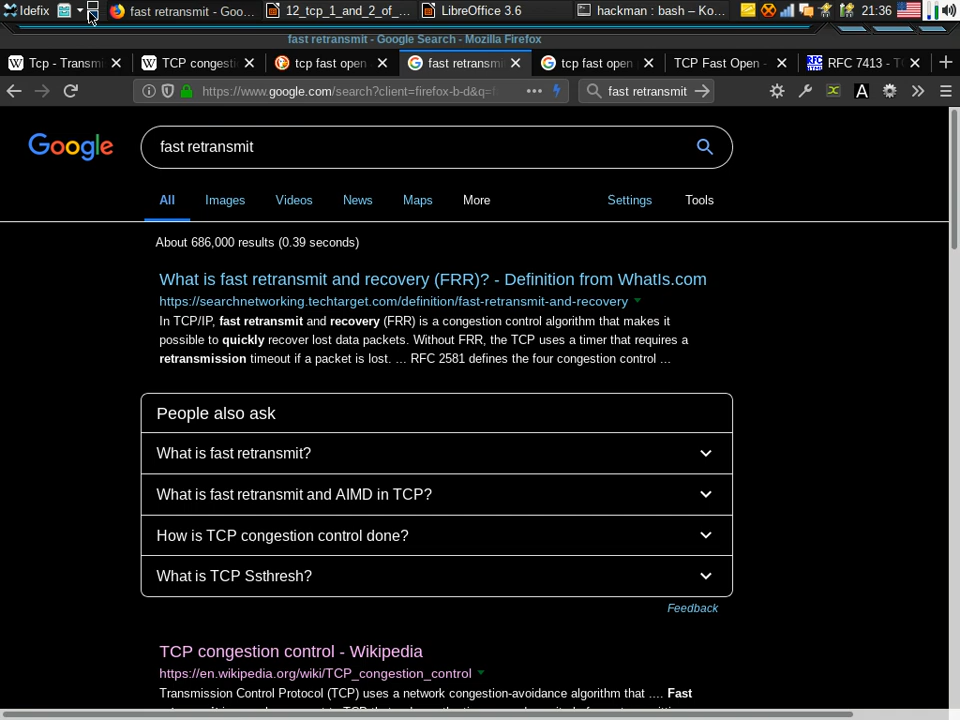 Idefix
fast retransmit - Goo...
12_tcp_1_and_2_of_...
LibreOffice 3.6
hackman : bash – Ko...
21:36
fast retransmit - Google Search - Mozilla Firefox
Tcp - Transmi
TCP congesti
tcp fast open
fast retransmi
tcp fast open
TCP Fast Open -
RFC 7413 - TC
https://www.google.com/search?client=firefox-b-d&q=f
fast retransmit
Google
fast retransmit
All
Images
Videos
News
Maps
More
Settings
Tools
About 686,000 results (0.39 seconds)
What is fast retransmit and recovery (FRR)? - Definition from WhatIs.com
https://searchnetworking.techtarget.com/definition/fast-retransmit-and-recovery
In TCP/IP, fast retransmit and recovery (FRR) is a congestion control algorithm that makes it
possible to quickly recover lost data packets. Without FRR, the TCP uses a timer that requires a
retransmission timeout if a packet is lost. ... RFC 2581 defines the four congestion control ...
People also ask
What is fast retransmit?
What is fast retransmit and AIMD in TCP?
How is TCP congestion control done?
What is TCP Ssthresh?
Feedback
TCP congestion control - Wikipedia
https://en.wikipedia.org/wiki/TCP_congestion_control
Transmission Control Protocol (TCP) uses a network congestion-avoidance algorithm that .... Fast